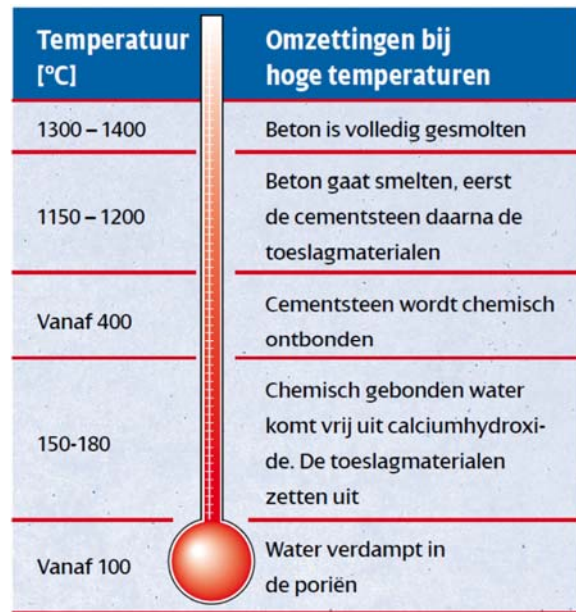 Temperatuur
[°C]
Omzettingen bij
hoge temperaturen
1300 – 1400
Beton is volledig gesmolten
1150 – 1200
Beton gaat smelten, eerst
de cementsteen daarna de
toeslagmaterialen
Vanaf 400
Cementsteen wordt chemisch
ontbonden
150-180
Chemisch gebonden water
komt vrij uit calciumhydroxi-
de. De toeslagmaterialen
zetten uit
Vanaf 100
Water verdampt in
de poriën